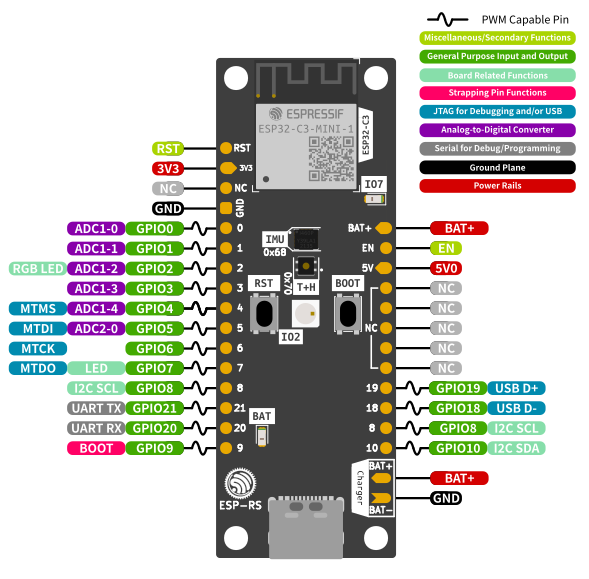 PWM Capable Pin
Miscellaneous/Secondary Functions
General Purpose Input and Output
Board Related Functions
Strapping Pin Functions
JTAG for Debugging and/or USB
Analog-to-Digital Converter
Serial for Debug/Programming
Ground Plane
Power Rails
ESPRESSIF
ESP32-C3-MINI-1
ESP32-C3
RST RST
3V3 3V3
NC NC
GND GND
IO7
ADC1-0 GPIO0 0
BAT+ BAT+
IMU
0x68
ADC1-1 GPIO1 1
EN EN
RGB LED ADC1-2 GPIO2 2
5V 5V0
0x70
T+H
RST
BOOT
ADC1-3 GPIO3 3
NC
MTMS ADC1-4 GPIO4 4
NC
MTDI ADC2-0 GPIO5 5
NC NC
IO2
MTCK GPIO6 6
NC
MTDO LED GPIO7 7
NC
I2C SCL GPIO8 8
19 GPIO19 USB D+
UART TX GPIO21 21
BAT
18 GPIO18 USB D-
UART RX GPIO20 20
8 GPIO8 I2C SCL
BOOT GPIO9 9
10 GPIO10 I2C SDA
Charger
BAT+ BAT+
GND
BAT-
ESP-RS